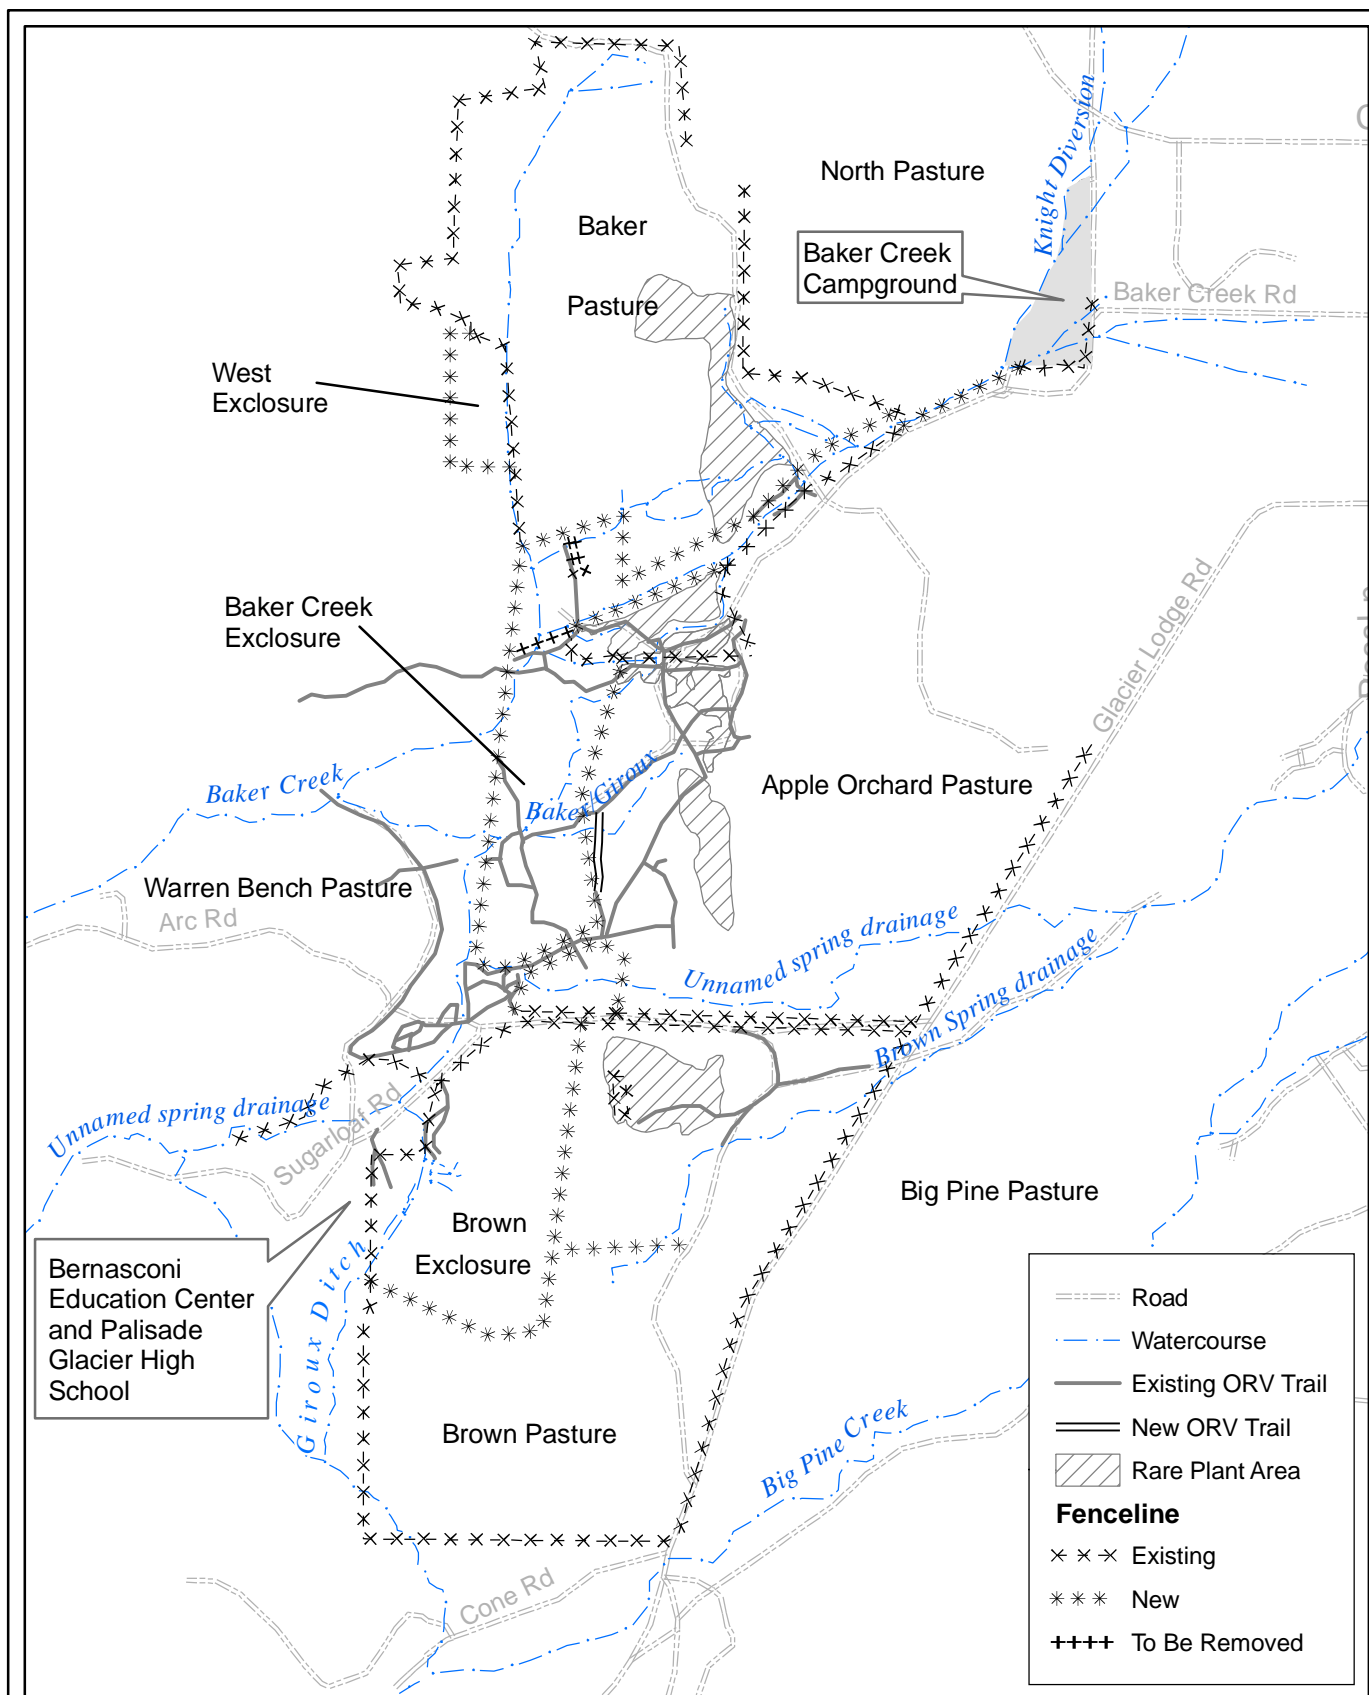 North Pasture
Knight Diversion
Baker
Pasture
Baker Creek
Campground
Baker Creek Rd
West
Exclosure
Baker Creek
Exclosure
Glacier Lodge Rd
Baker Creek
Baker/Giroux
Apple Orchard Pasture
Warren Bench Pasture
Arc Rd
Unnamed spring drainage
Brown Spring drainage
Unnamed spring drainage
Sugarloaf Rd
Big Pine Pasture
Brown
Exclosure
Bernasconi
Education Center
and Palisade
Glacier High
School
Giroux Ditch
Brown Pasture
Big Pine Creek
Cone Rd
Road
Watercourse
Existing ORV Trail
New ORV Trail
Rare Plant Area
Fenceline
Existing
New
To Be Removed